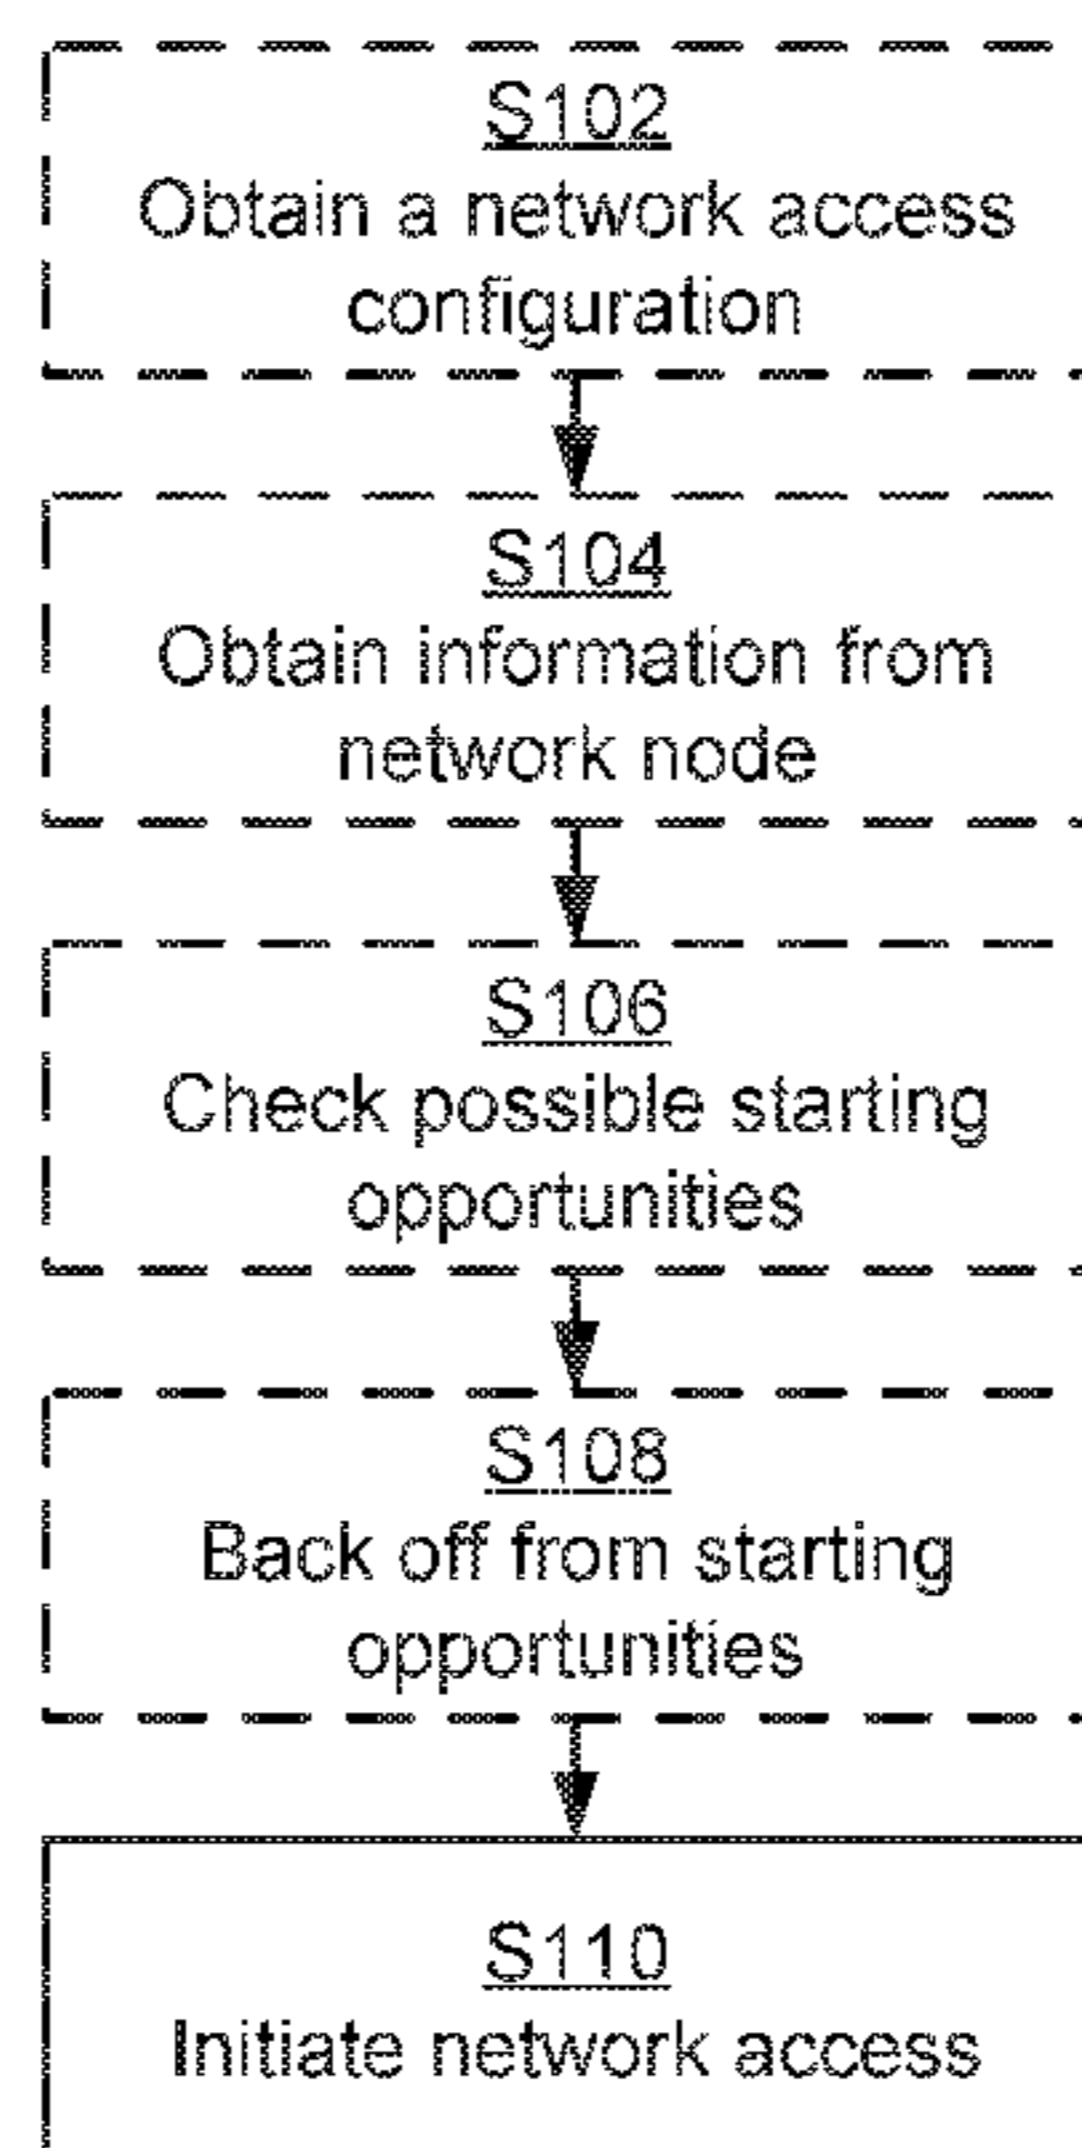 S102
Obtain a network access
configuration
S104
Obtain information from
network node
S106
Check possible starting
opportunities
S108
Back off from starting
opportunities
S110
Initiate network access